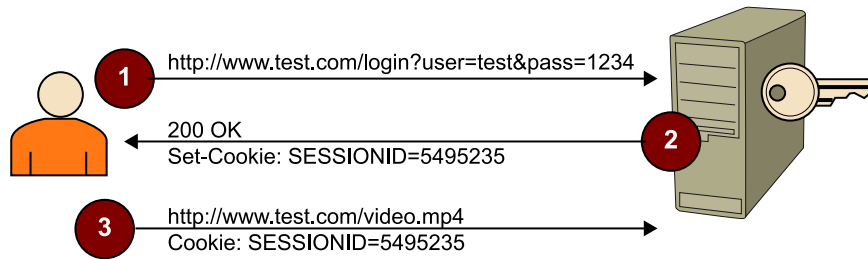 1
http://www.test.com/login?user=test&pass=1234
200 OK
2
Set-Cookie: SESSIONID=5495235
3
http://www.test.com/video.mp4
Cookie: SESSIONID=5495235